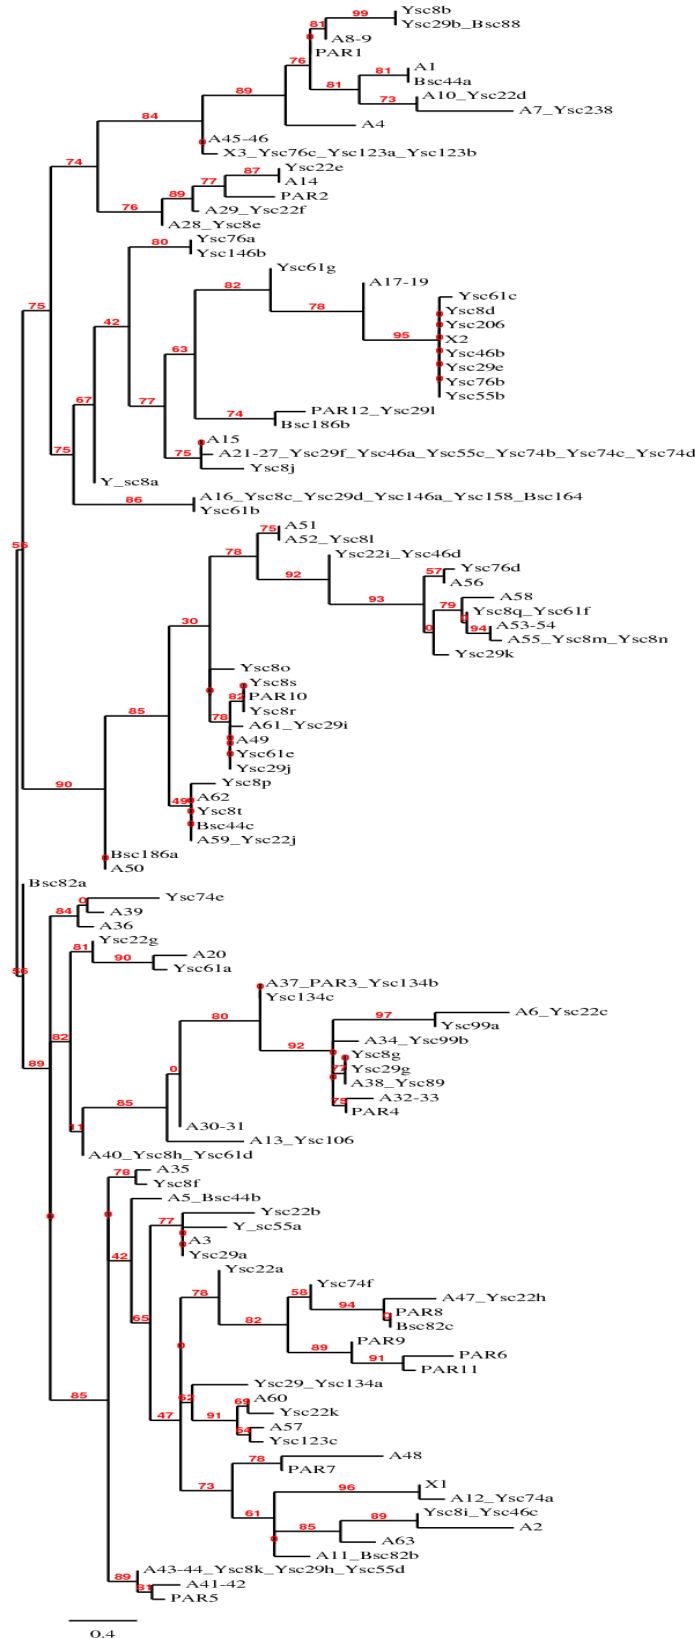 Ysc8b
99
81
Ysc29b_Bsc88
0
A8-9
PAR1
76
A1
81
81
Bsc44a
89
A10_Ysc22d
73
A7_Ysc238
84
A4
A45-46
0
X3_Ysc76c_Ysc123a_Ysc123b
74
Ysc22e
87
77
A14
89
PAR2
76
A29_Ysc22f
A28_Ysc8e
Ysc76a
80
Ysc146b
Ysc61g
82
A17-19
75
78
Ysc61c
Ysc8d
42
Ysc206
95
X2
Ysc46b
63
Ysc29e
Ysc76b
Ysc55b
67
77
PAR12_Ysc29l
74
Bsc186b
A15
75
75
A21-27_Ysc29f_Ysc46a_Ysc55c_Ysc74b_Ysc74c_Ysc74d
Ysc8j
Y_sc8a
A16_Ysc8c_Ysc29d_Ysc146a_Ysc158_Bsc164
86
Ysc61b
A51
75
A52_Ysc8l
78
Ysc22i_Ysc46d
92
Ysc76d
57
A56
93
A58
79
Ysc8q_Ysc61f
30
0
A53-54
94
A55_Ysc8m_Ysc8n
Ysc29k
Ysc8o
Ysc8s
82
PAR10
Ysc8r
85
78
A61_Ysc29i
A49
Ysc61e
Ysc29j
90
Ysc8p
49
A62
Ysc8t
Bsc44c
A59_Ysc22j
Bsc186a
A50
Bsc82a
0
Ysc74e
84
A39
A36
Ysc22g
81
A20
90
Ysc61a
56
A37_PAR3_Ysc134b
Ysc134c
80
97
A6_Ysc22c
Ysc99a
82
92
A34_Ysc99b
Ysc8g
89
0
77
Ysc29g
A38_Ysc89
85
75
A32-33
PAR4
11
A30-31
A13_Ysc106
A40_Ysc8h_Ysc61d
A35
78
Ysc8f
A5_Bsc44b
Ysc22b
77
Y_sc55a
A3
42
Ysc29a
Ysc22a
78
Ysc74f
58
A47_Ysc22h
94
65
82
PAR8
0
Bsc82c
PAR9
89
91
PAR6
PAR11
Ysc29_Ysc134a
62
A60
69
85
47
91
Ysc22k
A57
64
Ysc123c
A48
78
PAR7
73
X1
96
A12_Ysc74a
61
Ysc8i_Ysc46c
89
85
A2
A63
A11_Bsc82b
A43-44_Ysc8k_Ysc29h_Ysc55d
89
A41-42
81
PAR5
0.4